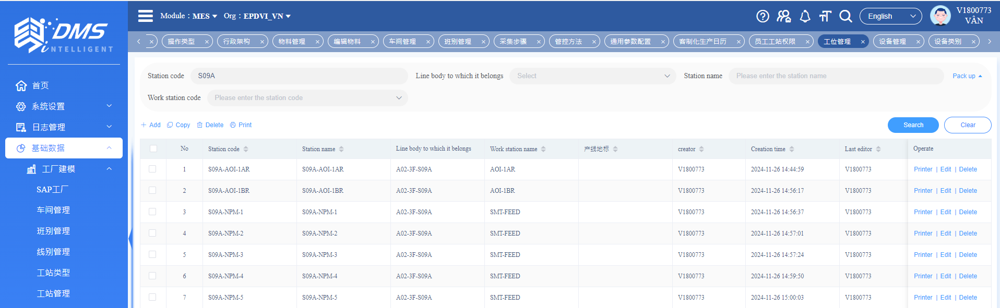 DMS
iNTELLIGENT
首页
系统设置
日志管理
基础数据
工厂建模
SAP工厂
车间管理
班别管理
线别管理
工站类型
工站管理
Module：MES Org：EPDVI_VN
English
V1800773
VÂN
操作类型 行政架构 物料管理 编辑物料 车间管理 班别管理 采集步骤 管控方法 通用参数配置 客制化生产日历 员工工站权限 工位管理 设备管理 设备类别
Station code S09A Line body to which it belongs Select Station name Please enter the station name Pack up
Work station code Please enter the station code
Add Copy Delete Print Search Clear
No Station code Station name Line body to which it belongs Work station name 产线地标 creator Creation time Last editor Operate
1 S09A-AOI-1AR S09A-AOI-1AR A02-3F-S09A AOI-1AR V1800773 2024-11-26 14:44:59 V1800773 Printer | Edit | Delete
2 S09A-AOI-1BR S09A-AOI-1BR A02-3F-S09A AOI-1BR V1800773 2024-11-26 14:56:17 V1800773 Printer | Edit | Delete
3 S09A-NPM-1 S09A-NPM-1 A02-3F-S09A SMT-FEED V1800773 2024-11-26 14:56:37 V1800773 Printer | Edit | Delete
4 S09A-NPM-2 S09A-NPM-2 A02-3F-S09A SMT-FEED V1800773 2024-11-26 14:57:01 V1800773 Printer | Edit | Delete
5 S09A-NPM-3 S09A-NPM-3 A02-3F-S09A SMT-FEED V1800773 2024-11-26 14:57:24 V1800773 Printer | Edit | Delete
6 S09A-NPM-4 S09A-NPM-4 A02-3F-S09A SMT-FEED V1800773 2024-11-26 14:59:50 V1800773 Printer | Edit | Delete
7 S09A-NPM-5 S09A-NPM-5 A02-3F-S09A SMT-FEED V1800773 2024-11-26 15:00:03 V1800773 Printer | Edit | Delete